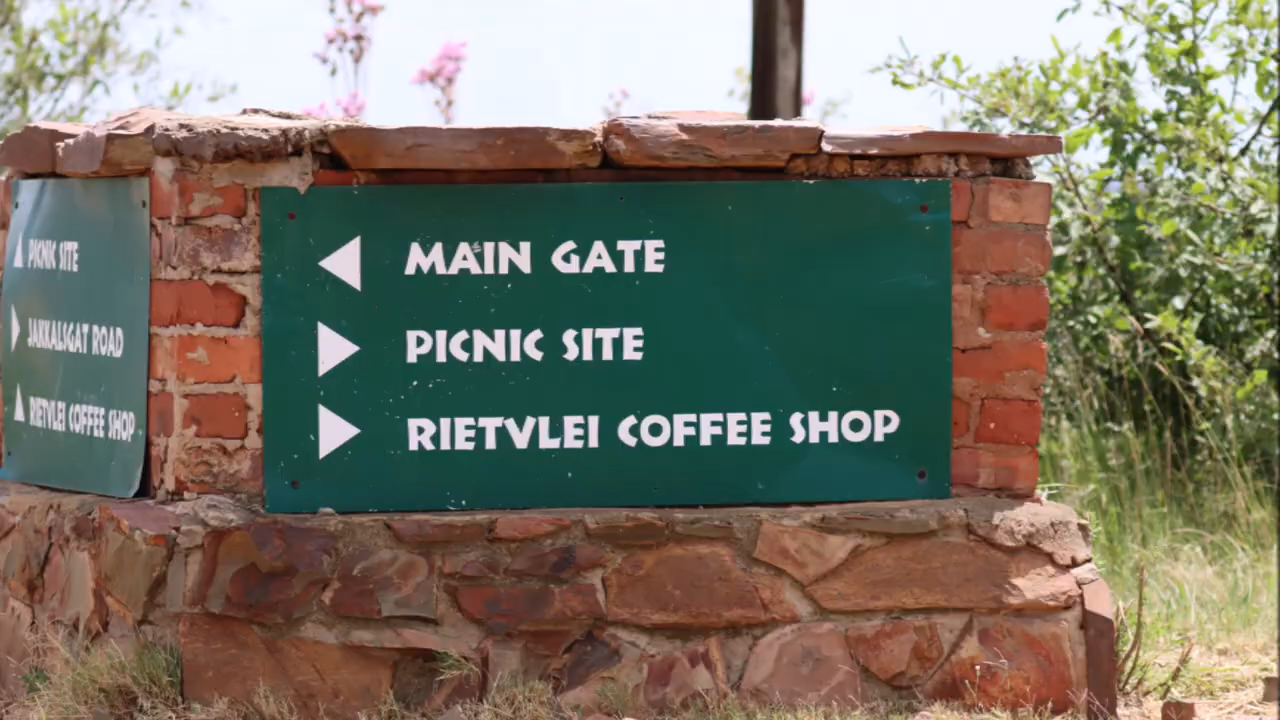 PICNIC SITE
JAKKALSGAT ROAD
RIETVLEI COFFEE SHOP
MAIN GATE
PICNIC SITE
RIETVLEI COFFEE SHOP